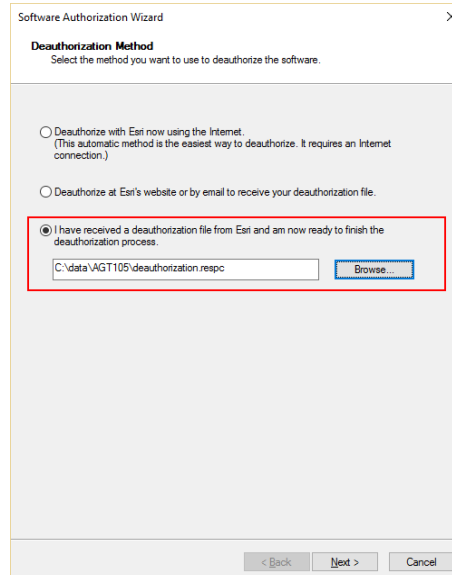 Software Authorization Wizard
Deauthorization Method
Select the method you want to use to deauthorize the software.
Deauthorize with Esri now using the Internet.
(This automatic method is the easiest way to deauthorize. It requires an Internet
connection.)
Deauthorize at Esri's website or by email to receive your deauthorization file.
I have received a deauthorization file from Esri and am now ready to finish the
deauthorization process.
C:\data\AGT105\deauthorization.respc
Browse...
< Back Next > Cancel